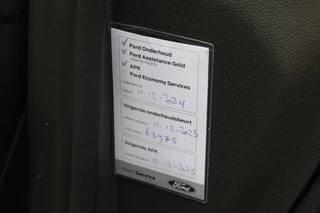 Ford Onderhoud
Ford Assistance Gold
APK
Ford Economy Services
11-12-2024
Volgende onderhoudsbeurt
11-12-2025
63975
Volgende APK
11-12-2025
Ford Service
Ford